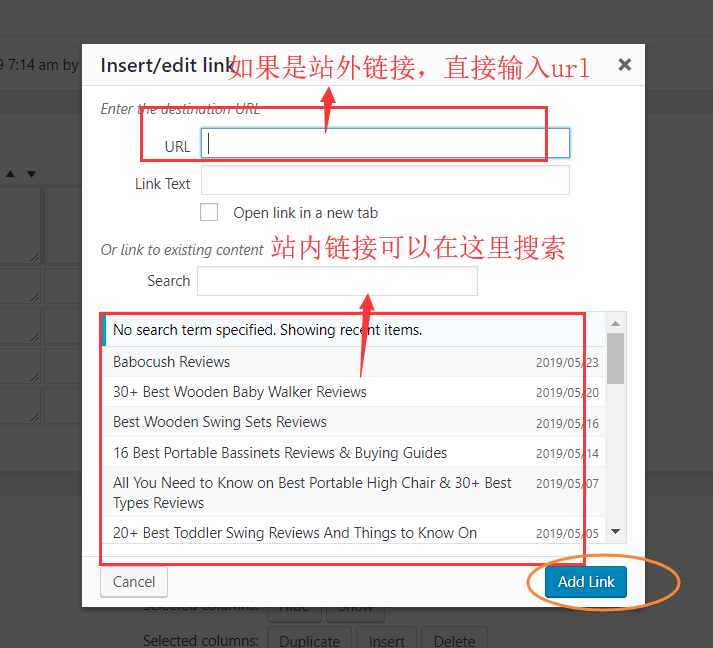 Insert/edit link如果是站外链接，直接输入url
9 7:14 am by
Enter the destination URL
URL
Link Text
Open link in a new tab
Or link to existing content 站内链接可以在这里搜索
Search
No search term specified. Showing recent items.
Babocush Reviews 2019/05/23
30+ Best Wooden Baby Walker Reviews 2019/05/20
Best Wooden Swing Sets Reviews 2019/05/16
16 Best Portable Bassinets Reviews & Buying Guides 2019/05/14
All You Need to Know on Best Portable High Chair & 30+ Best 2019/05/07
Types Reviews
20+ Best Toddler Swing Reviews And Things to Know On 2019/05/05
Cancel Add Link
Selected columns: Hide Show
Selected columns: Duplicate Insert Delete